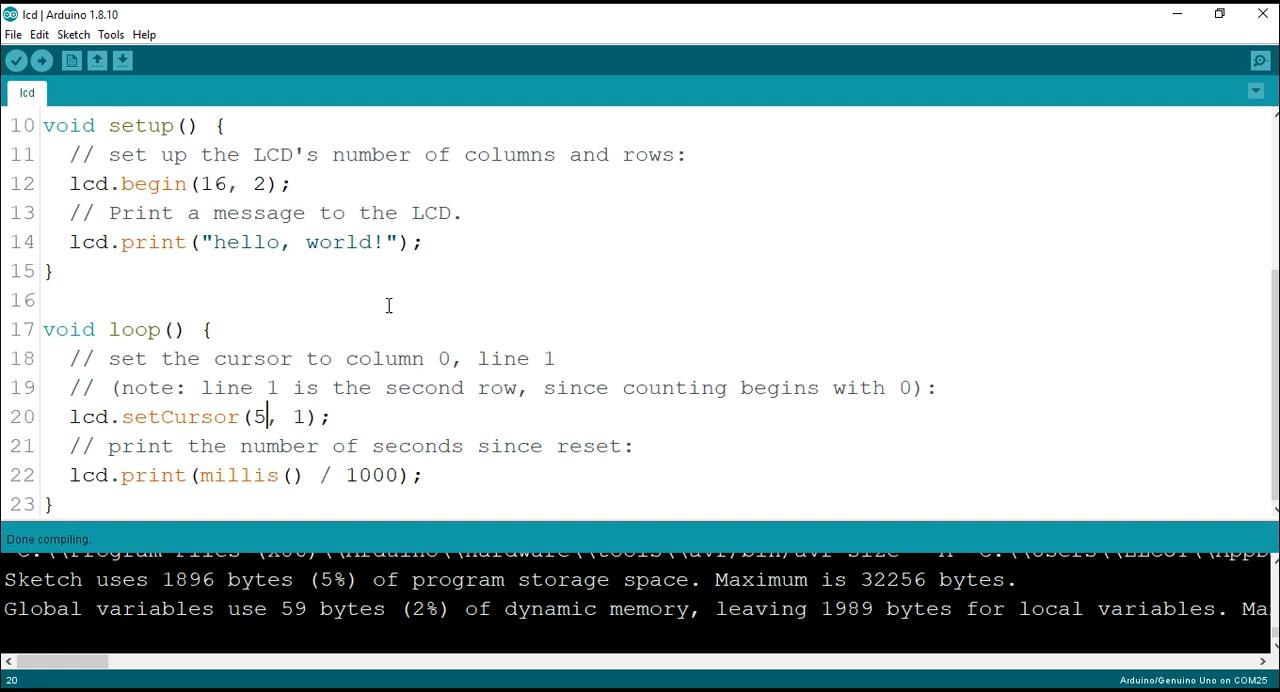 lcd | Arduino 1.8.10
File Edit Sketch Tools Help
lcd
10 void setup() {
11 // set up the LCD's number of columns and rows:
12 lcd.begin(16, 2);
13 // Print a message to the LCD.
14 lcd.print("hello, world!");
15 }
16
17 void loop() {
18 // set the cursor to column 0, line 1
19 // (note: line 1 is the second row, since counting begins with 0):
20 lcd.setCursor(5, 1);
21 // print the number of seconds since reset:
22 lcd.print(millis() / 1000);
23 }
Done compiling.
Sketch uses 1896 bytes (5%) of program storage space. Maximum is 32256 bytes.
Global variables use 59 bytes (2%) of dynamic memory, leaving 1989 bytes for local variables. Ma
20
Arduino/Genuino Uno on COM25